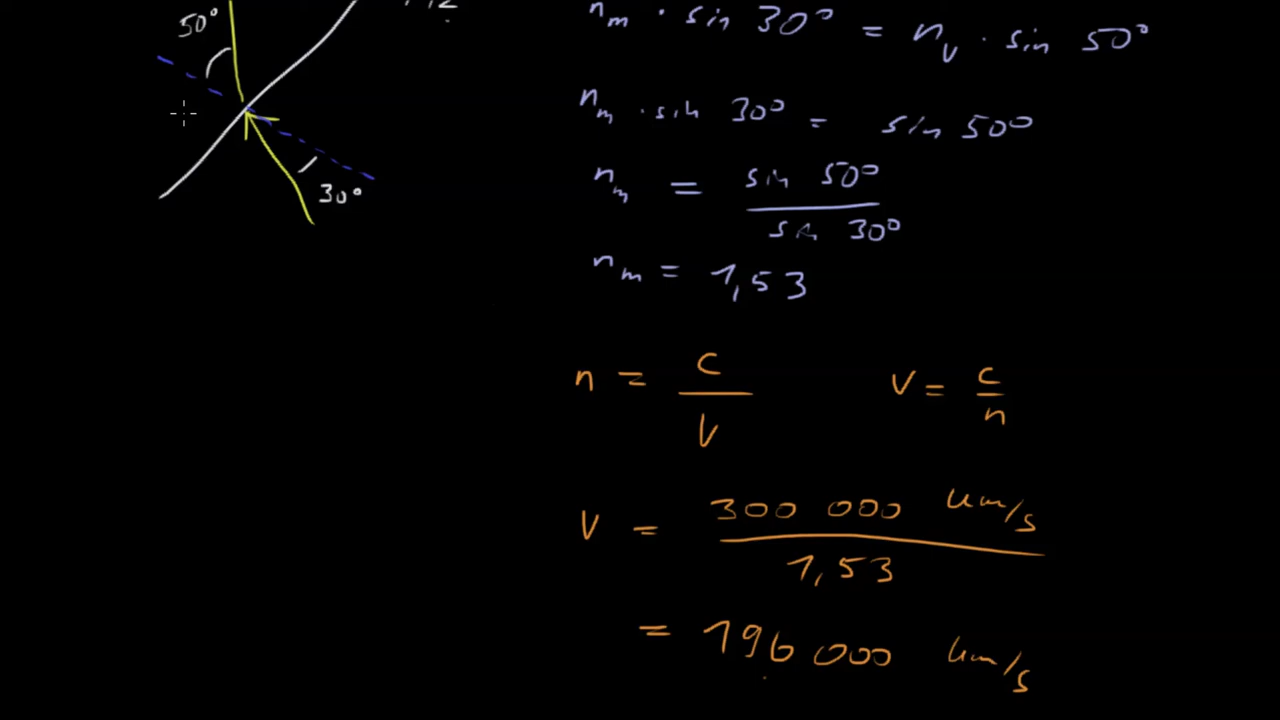 50°
30°
n_m · sin 30° = n_v · sin 50°
n_m · sin 30° = sin 50°
n_m = sin 50° / sin 30°
n_m = 1,53
n = c / v
v = c / n
v = 300 000 km/s / 1,53
= 196 000 km/s